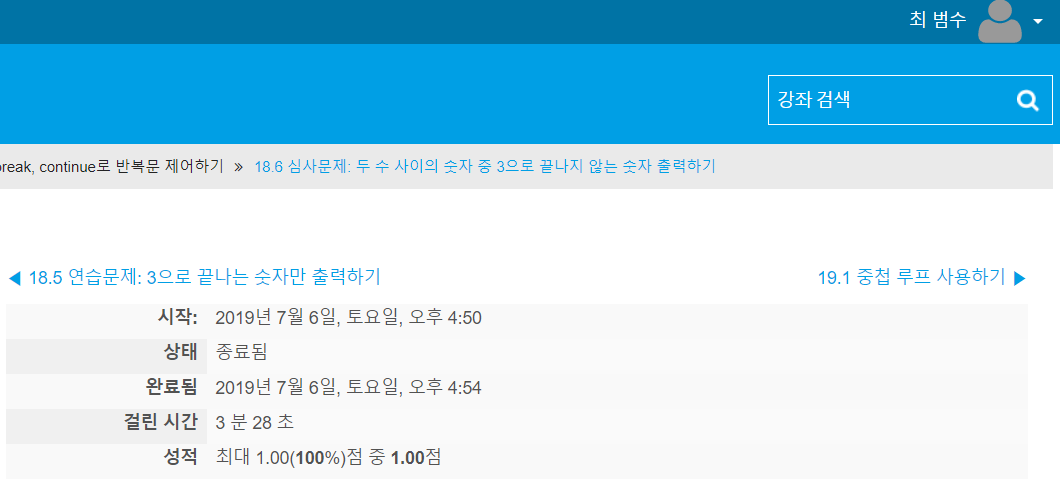 최 범수
강좌 검색
break, continue로 반복문 제어하기 » 18.6 심사문제: 두 수 사이의 숫자 중 3으로 끝나지 않는 숫자 출력하기
◀ 18.5 연습문제: 3으로 끝나는 숫자만 출력하기 19.1 중첩 루프 사용하기 ▶
시작: 2019년 7월 6일, 토요일, 오후 4:50
상태 종료됨
완료됨 2019년 7월 6일, 토요일, 오후 4:54
걸린 시간 3 분 28 초
성적 최대 1.00(100%)점 중 1.00점